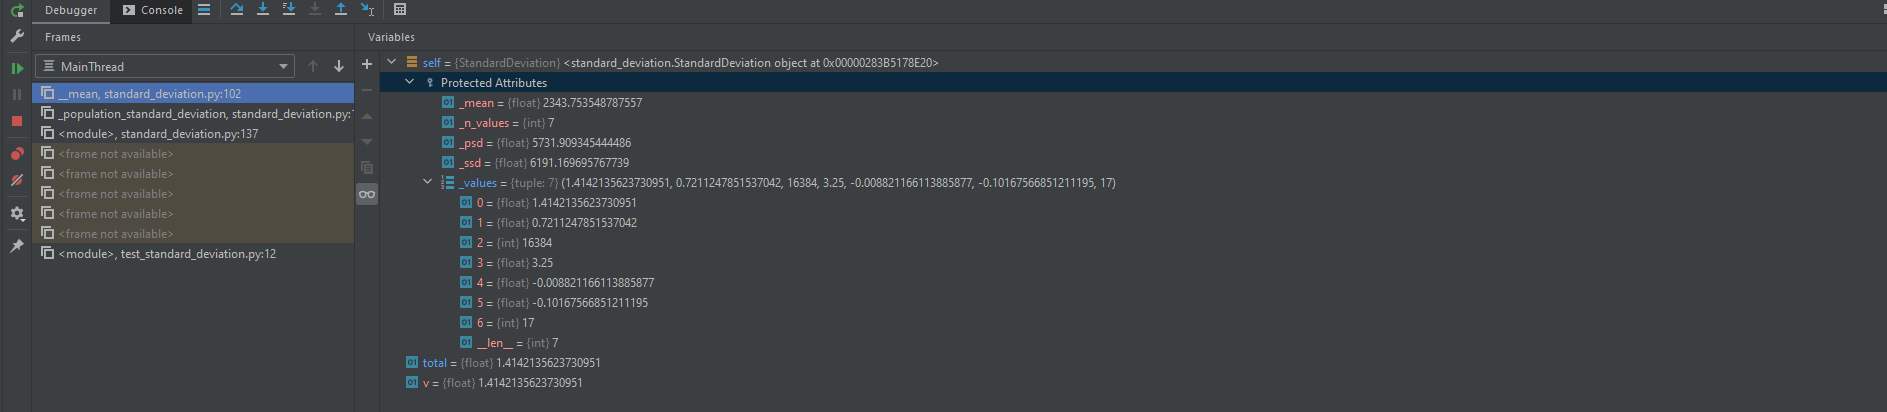 Debugger Console
Frames
Variables
MainThread
__mean, standard_deviation.py:102
_population_standard_deviation, standard_deviation.py:
<module>, standard_deviation.py:137
<frame not available>
<frame not available>
<frame not available>
<frame not available>
<frame not available>
<module>, test_standard_deviation.py:12
self = {StandardDeviation} <standard_deviation.StandardDeviation object at 0x00000283B5178E20>
Protected Attributes
_mean = {float} 2343.753548787557
_n_values = {int} 7
_psd = {float} 5731.909345444486
_ssd = {float} 6191.169695767739
_values = {tuple: 7} (1.4142135623730951, 0.7211247851537042, 16384, 3.25, -0.008821166113885877, -0.10167566851211195, 17)
0 = {float} 1.4142135623730951
1 = {float} 0.7211247851537042
2 = {int} 16384
3 = {float} 3.25
4 = {float} -0.008821166113885877
5 = {float} -0.10167566851211195
6 = {int} 17
__len__ = {int} 7
total = {float} 1.4142135623730951
v = {float} 1.4142135623730951